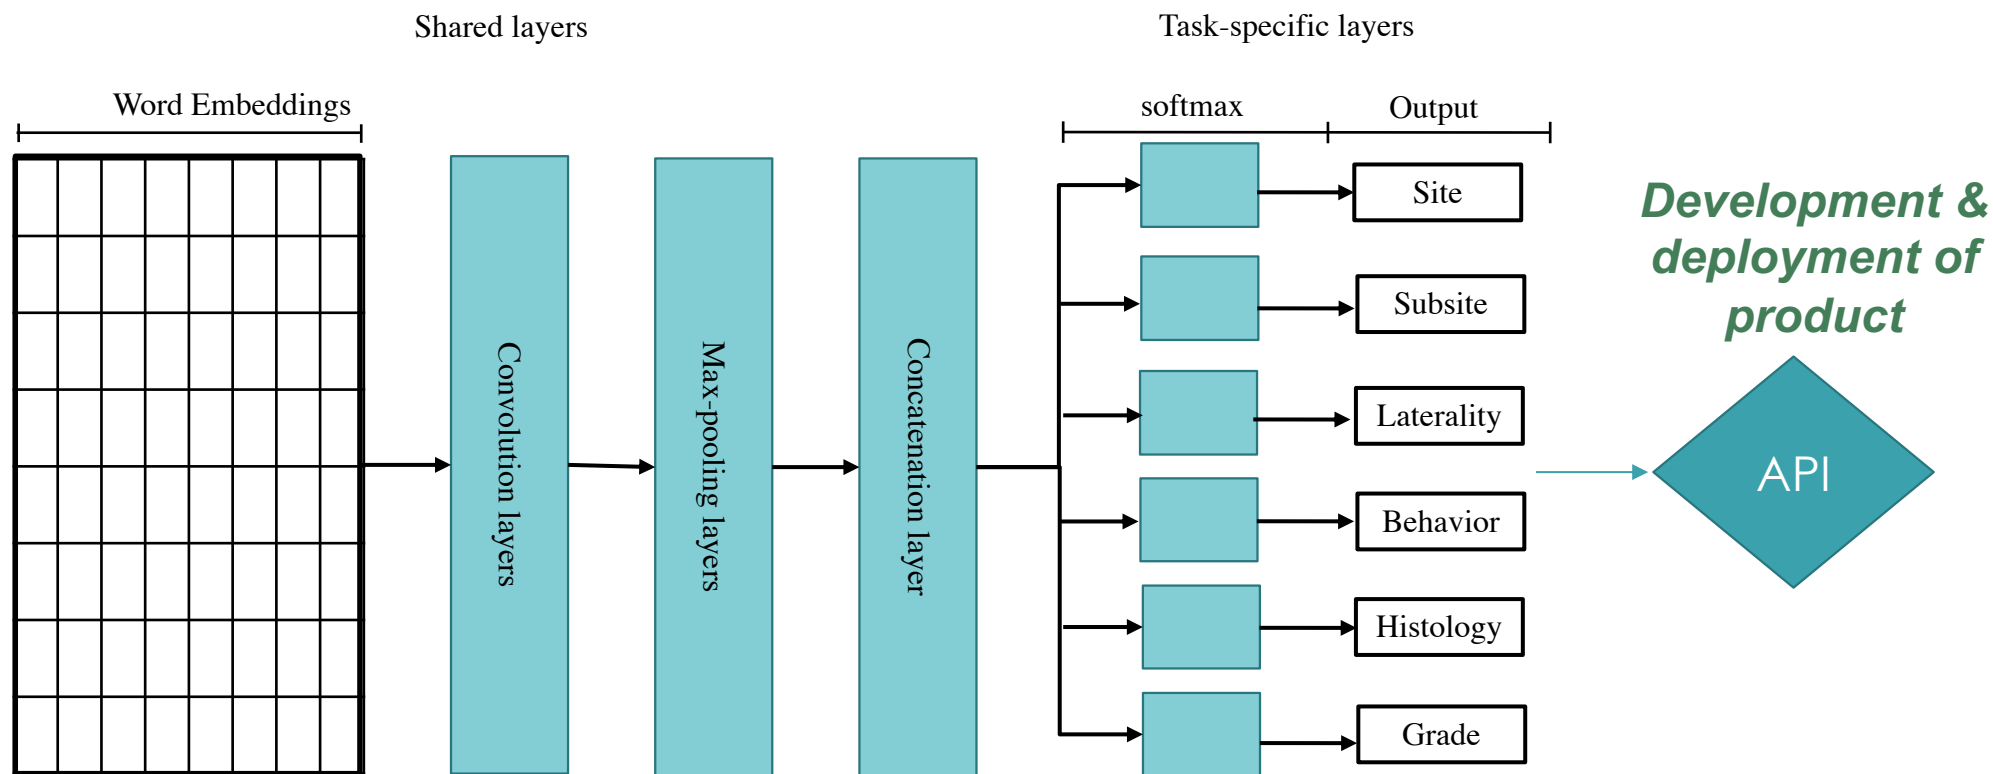 Shared layers
Task-specific layers
Word Embeddings
softmax
Output
Convolution layers
Max-pooling layers
Concatenation layer
Site
Subsite
Laterality
Behavior
Histology
Grade
Development &
deployment of
product
API